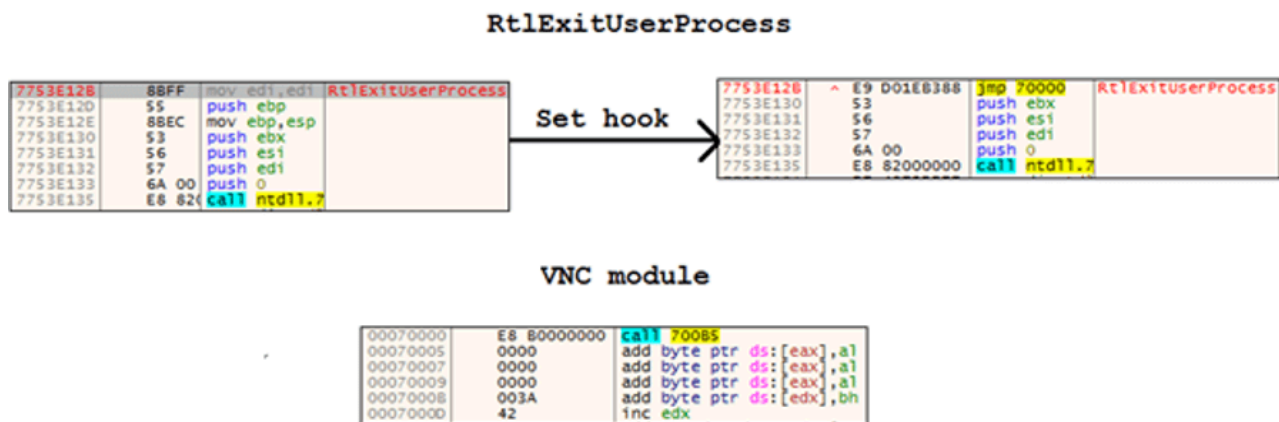 RtlExitUserProcess
7753E12B 8BFF mov edi,edi RtlExitUserProcess
7753E12D 55 push ebp
7753E12E 8BEC mov ebp,esp
7753E130 53 push ebx
7753E131 56 push esi
7753E132 57 push edi
7753E133 6A 00 push 0
7753E135 E8 820 call ntdll.7
Set hook
7753E12B ^ E9 D01EB388 jmp 70000 RtlExitUserProcess
7753E130 53 push ebx
7753E131 56 push esi
7753E132 57 push edi
7753E133 6A 00 push 0
7753E135 E8 82000000 call ntdll.7
VNC module
00070000 E8 B0000000 call 700B5
00070005 0000 add byte ptr ds:[eax],al
00070007 0000 add byte ptr ds:[eax],al
00070009 0000 add byte ptr ds:[eax],al
0007000B 003A add byte ptr ds:[edx],bh
0007000D 42 inc edx